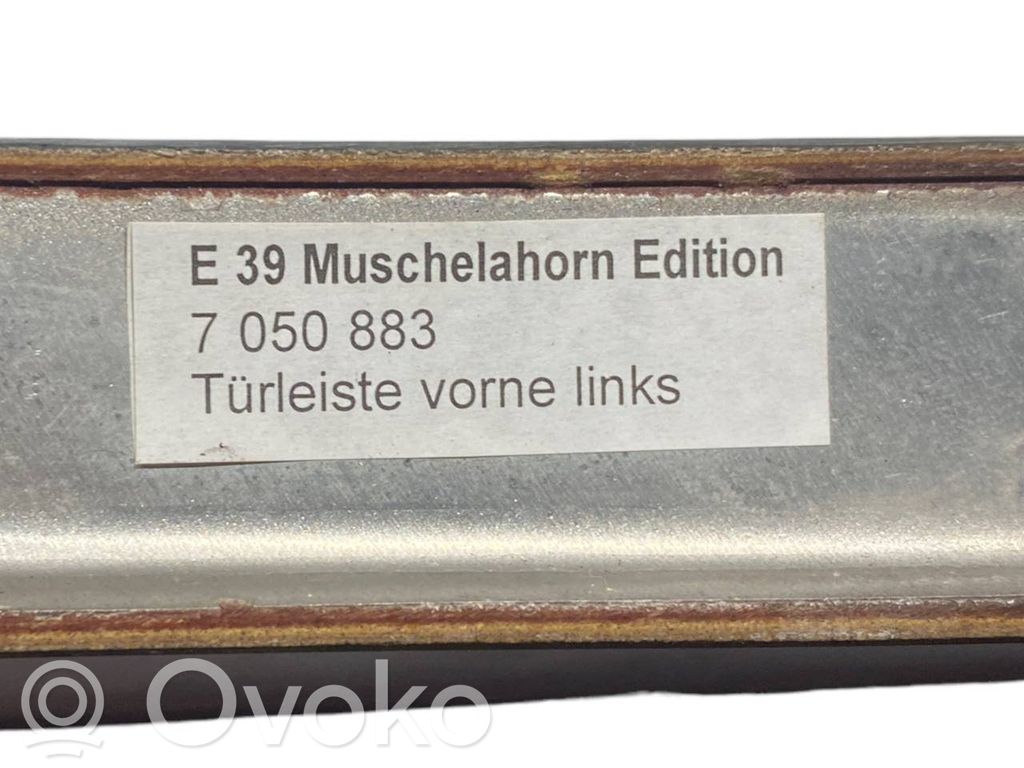 E 39 Muschelahorn Edition
7 050 883
Türleiste vorne links
Ovoko